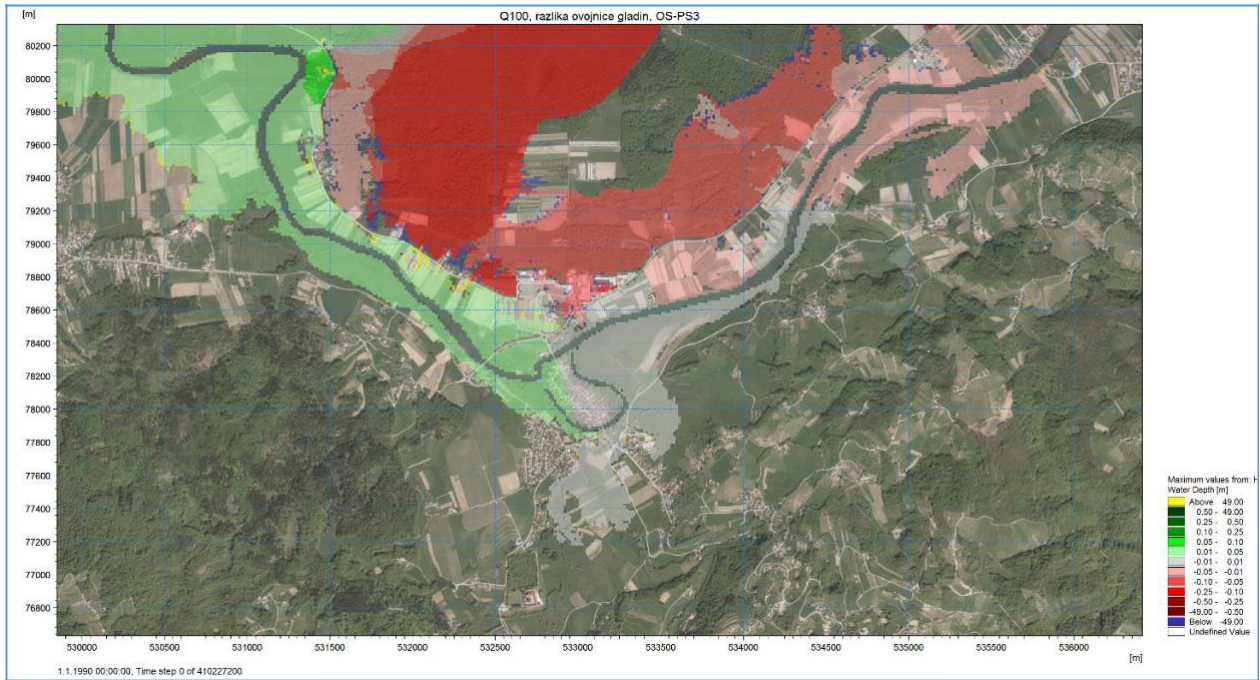 [m]
Q100, razlika ovojnice gladin, OS-PS3
80200
80000
79800
79600
79400
79200
79000
78800
78600
78400
78200
78000
77800
77600
77400
77200
77000
76800
530000 530500 531000 531500 532000 532500 533000 533500 534000 534500 535000 535500 536000
[m]
1.1.1990 00:00:00, Time step 0 of 410227200
Maximum values from: H
Water Depth [m]
Above 49.00
0.50 - 49.00
0.25 - 0.50
0.10 - 0.25
0.05 - 0.10
0.01 - 0.05
-0.01 - 0.01
-0.05 - -0.01
-0.10 - -0.05
-0.25 - -0.10
-0.50 - -0.25
-49.00 - -0.50
Below -49.00
Undefined Value